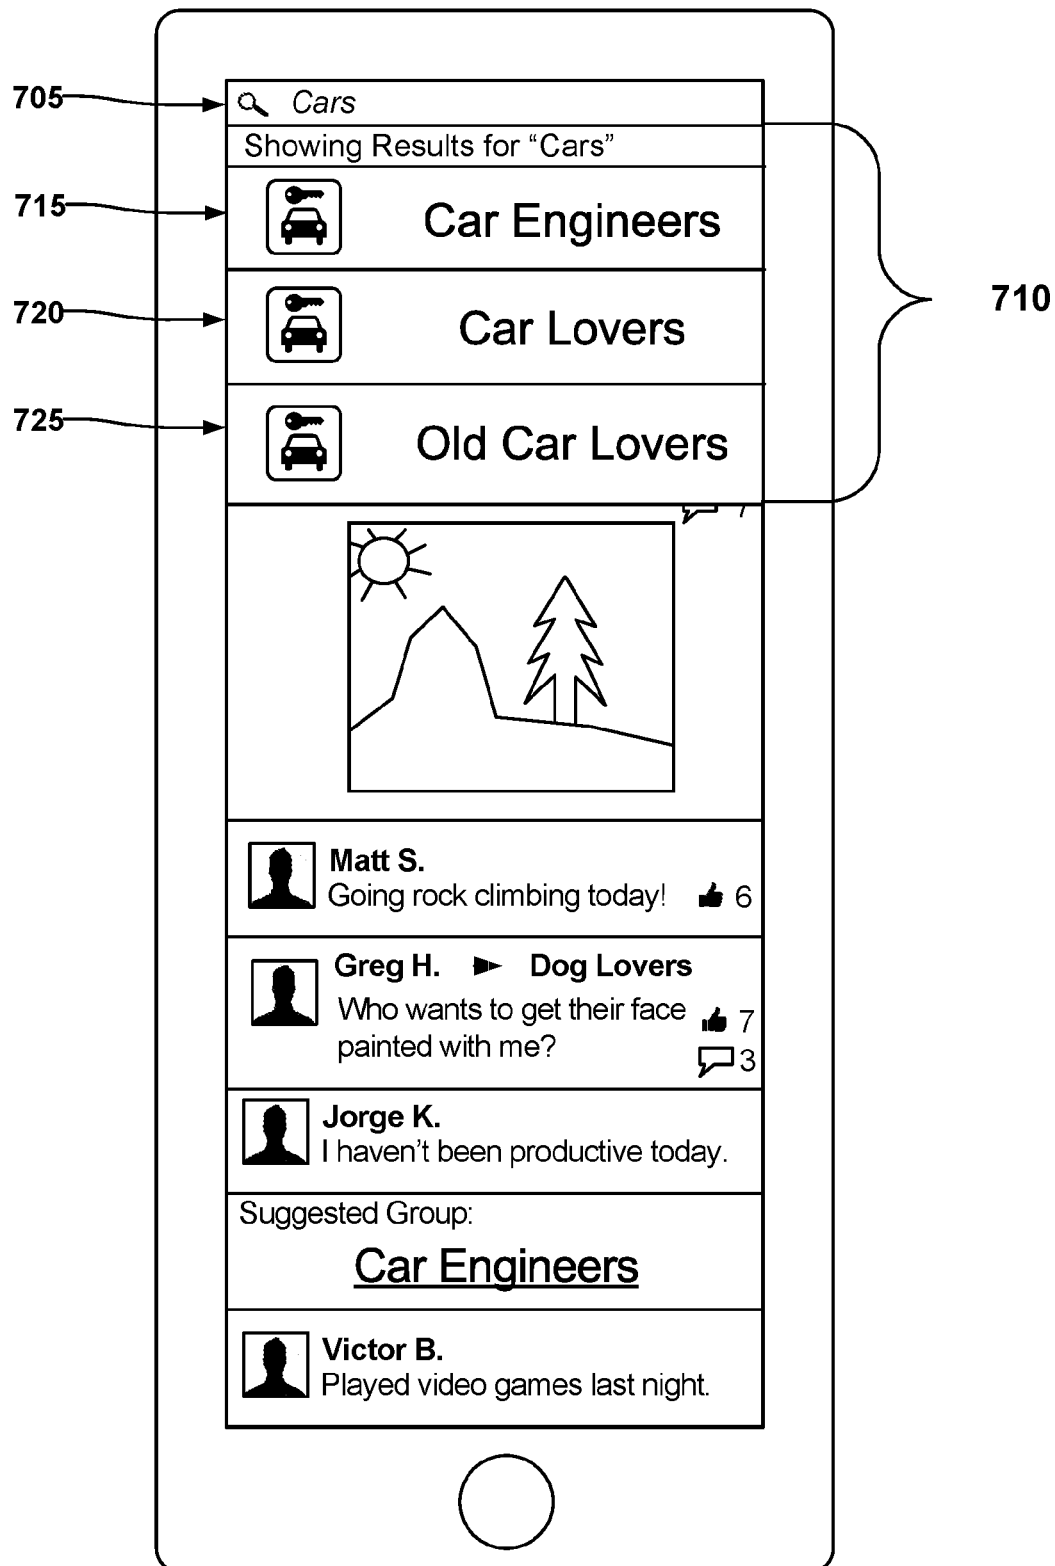 705
Cars
Showing Results for “Cars”
715
Car Engineers
710
720
Car Lovers
725
Old Car Lovers
7
Matt S.
Going rock climbing today! 6
Greg H. Dog Lovers
Who wants to get their face 7
painted with me?
3
Jorge K.
I haven't been productive today.
Suggested Group:
Car Engineers
Victor B.
Played video games last night.